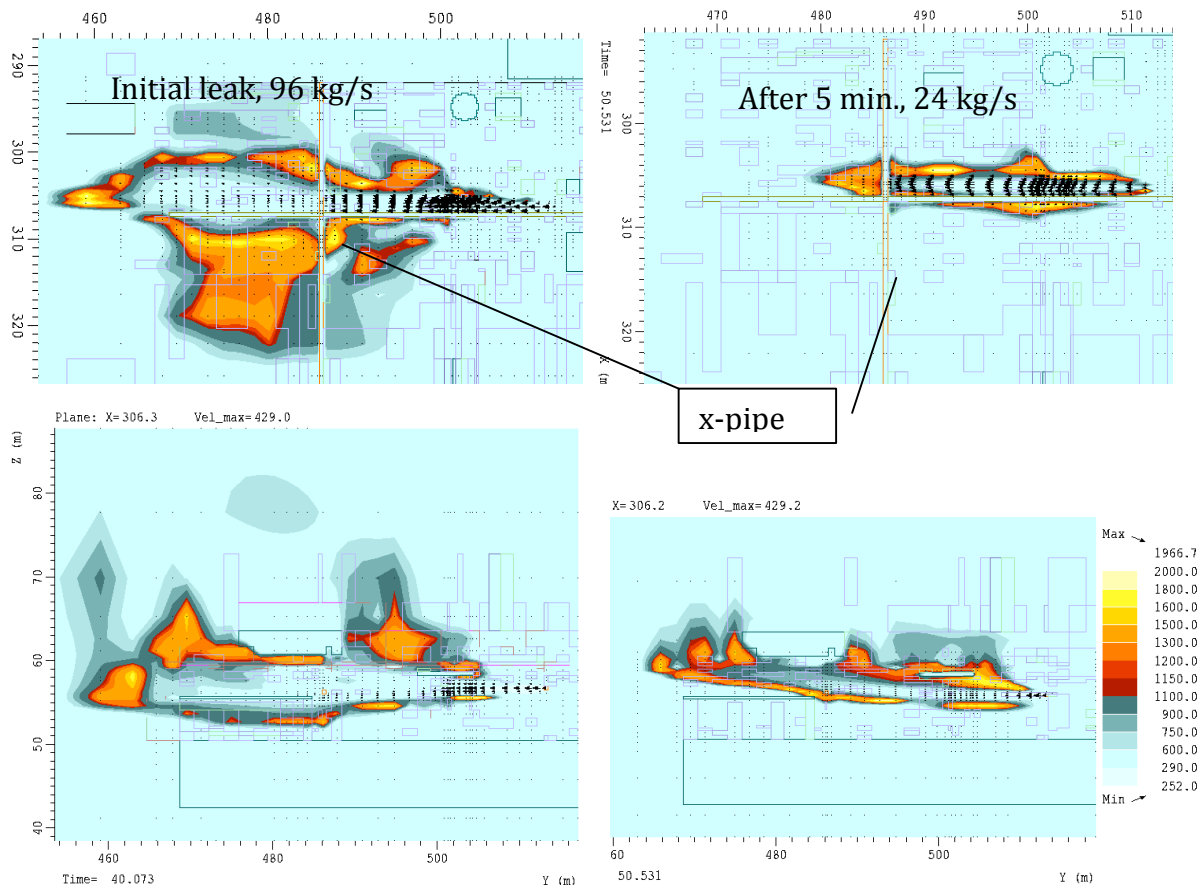 460 480 500
470 480 490 500 510
290
300
310
320
Initial leak, 96 kg/s
Time= 50.531
After 5 min., 24 kg/s
300
310
320
X (m
x-pipe
Plane: X=306.3 Vel_max=429.0
(m)
Z
80
70
60
50
40
460 480 500
Time= 40.073 Y (m)
X=306.2 Vel_max=429.2
60 480 500
50.531 Y (m)
Max
1966.7
2000.0
1800.0
1600.0
1300.0
1200.0
1150.0
1100.0
900.0
750.0
600.0
290.0
252.0
Min